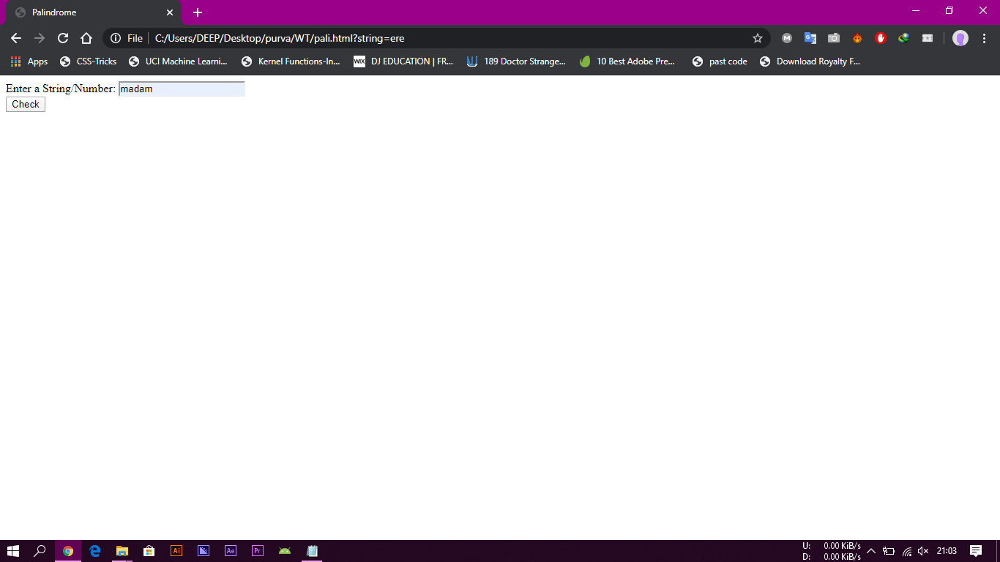 Palindrome
File C:/Users/DEEP/Desktop/purva/WT/pali.html?string=ere
Apps CSS-Tricks UCI Machine Learni... Kernel Functions-In... WIX DJ EDUCATION | FR... 189 Doctor Strange... 10 Best Adobe Pre... past code Download Royalty F...
Enter a String/Number: madam
Check
Ai Ae Pr
U: 0.00 KiB/s
D: 0.00 KiB/s
21:03